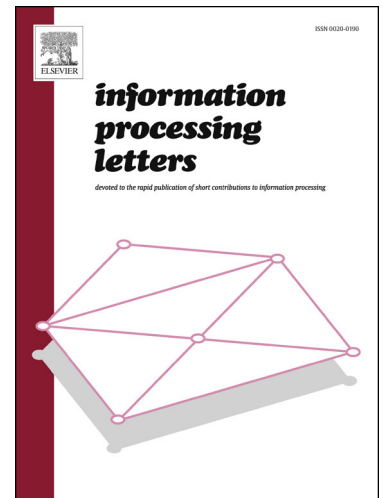 ISSN 0020-0190
ELSEVIER
information
processing
letters
devoted to the rapid publication of short contributions to information processing